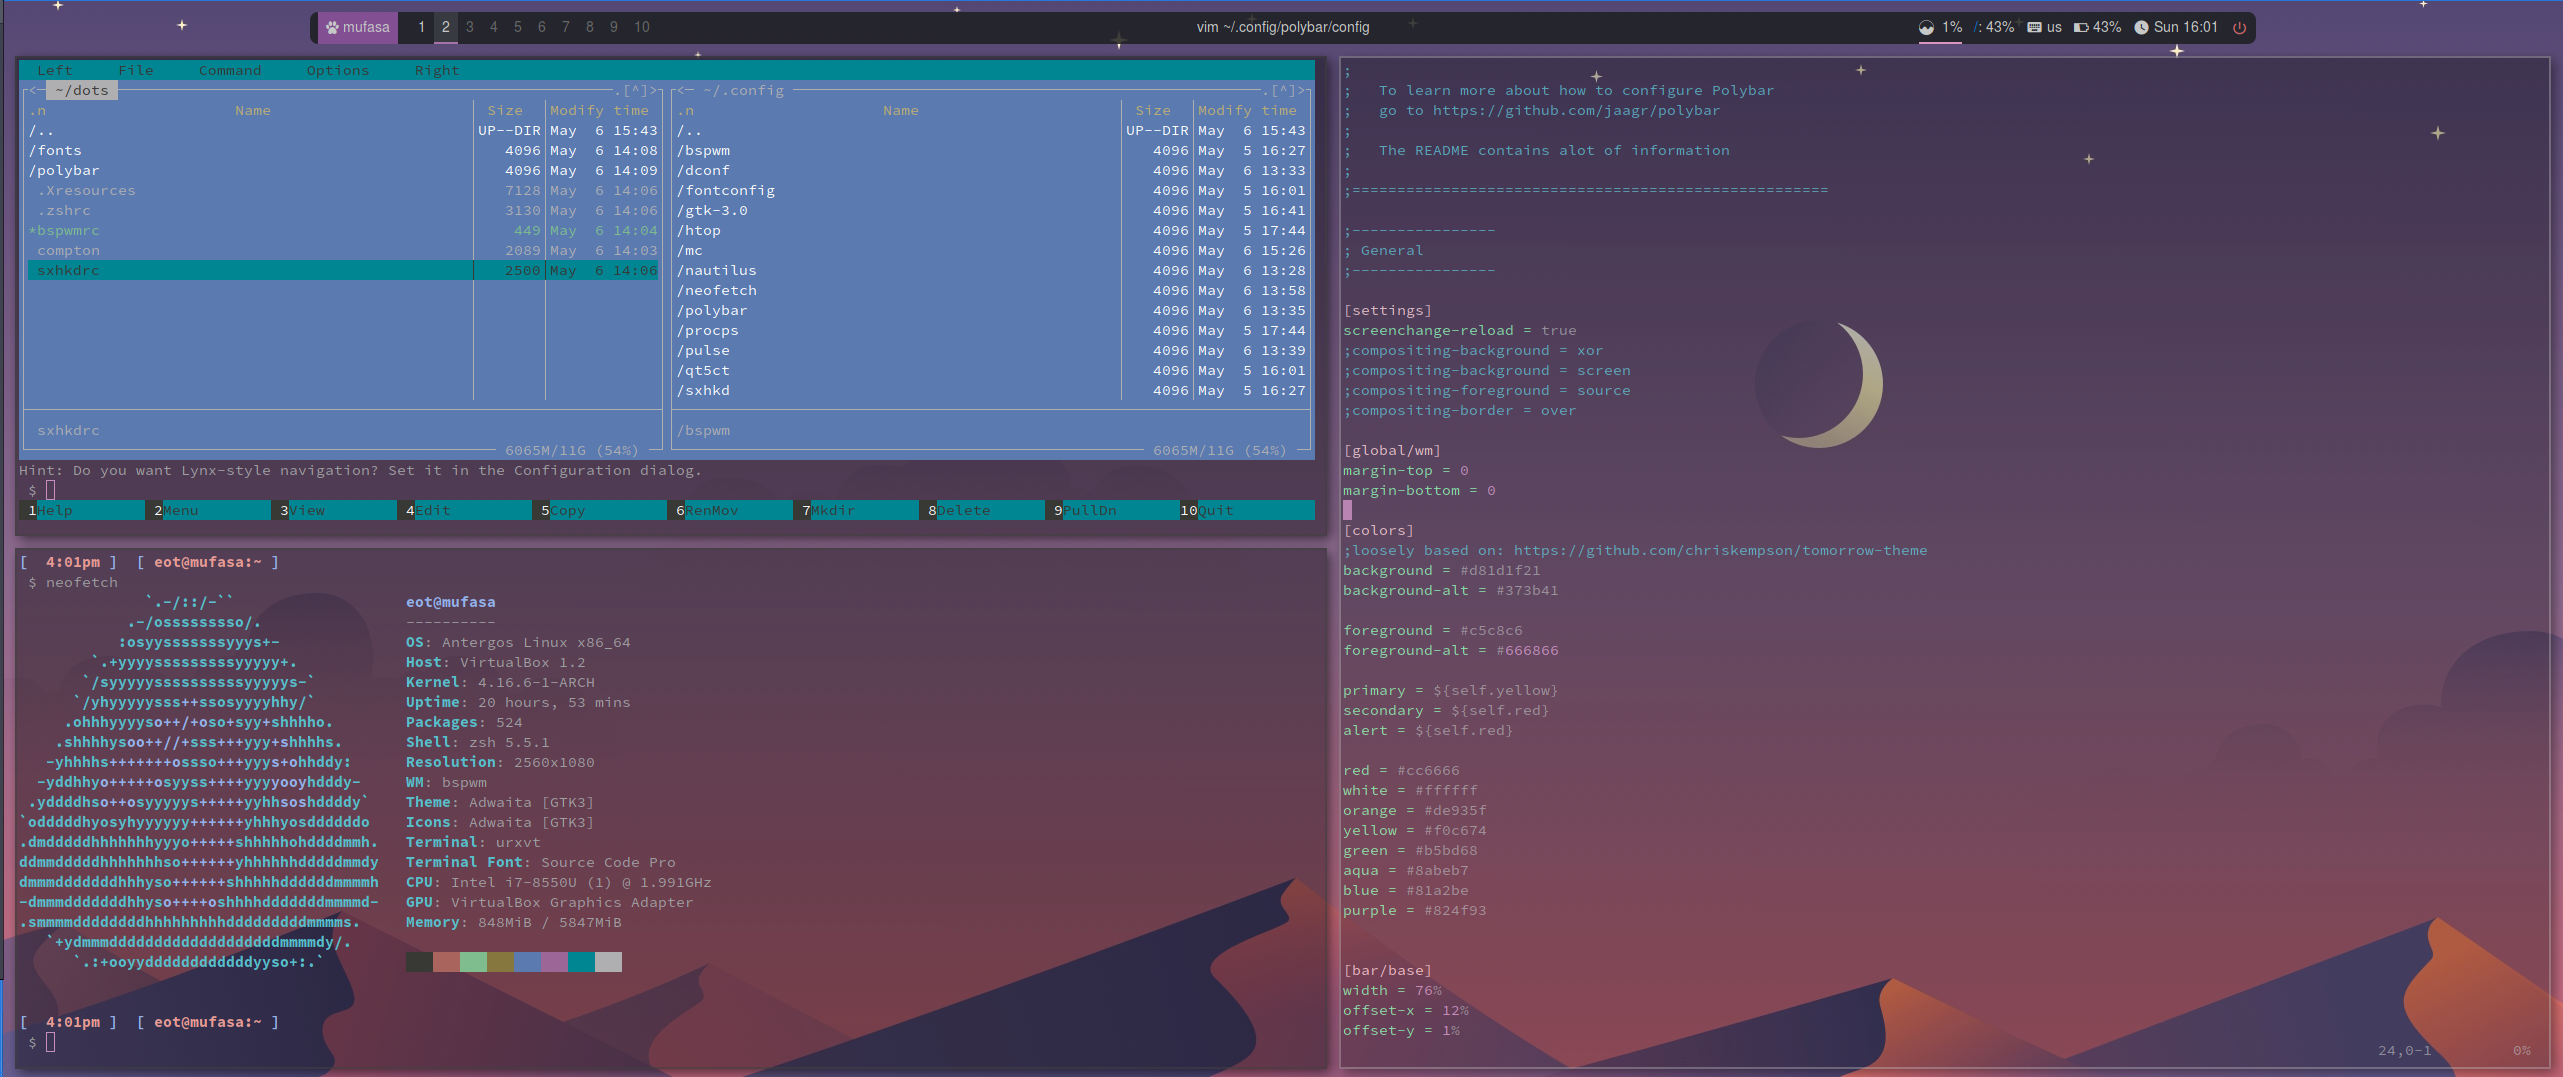 mufasa 1 2 3 4 5 6 7 8 9 10 vim ~/.config/polybar/config 1% /: 43% us 43% Sun 16:01
Left File Command Options Right
<─ ~/dots .[^]>
.n Name Size Modify time
/.. UP--DIR May 6 15:43
/fonts 4096 May 6 14:08
/polybar 4096 May 6 14:09
.Xresources 7128 May 6 14:06
.zshrc 3130 May 6 14:06
*bspwmrc 449 May 6 14:04
compton 2089 May 6 14:03
sxhkdrc 2500 May 6 14:06
sxhkdrc
6065M/11G (54%)
<─ ~/.config .[^]>
.n Name Size Modify time
/.. UP--DIR May 6 15:43
/bspwm 4096 May 5 16:27
/dconf 4096 May 6 13:33
/fontconfig 4096 May 5 16:01
/gtk-3.0 4096 May 5 16:41
/htop 4096 May 5 17:44
/mc 4096 May 6 15:26
/nautilus 4096 May 6 13:28
/neofetch 4096 May 6 13:58
/polybar 4096 May 6 13:35
/procps 4096 May 5 17:44
/pulse 4096 May 6 13:39
/qt5ct 4096 May 5 16:01
/sxhkd 4096 May 5 16:27
/bspwm
6065M/11G (54%)
Hint: Do you want Lynx-style navigation? Set it in the Configuration dialog.
$
1Help 2Menu 3View 4Edit 5Copy 6RenMov 7Mkdir 8Delete 9PullDn 10Quit
[ 4:01pm ] [ eot@mufasa:~ ]
$ neofetch
`.-/::/-``
.-/osssssssso/.
:osyysssssssyyys+-
`.+yyyyssssssssssyyyyy+.
`/syyyyyssssssssssyyyyys-`
`/yhyyyyysss++ssosyyyyhhy/`
.ohhhyyyyso++/+oso+syy+shhhho.
.shhhhysoo++//+sss+++yyy+shhhhs.
-yhhhhs+++++++ossso+++yyys+ohhddy:
-yddhhyo+++++osyyss++++yyyyooyhdddy-
.yddddhso++osyyyyys+++++yyhhsoshddddy`
`odddddhyosyhyyyyyy++++++yhhhyosddddddo
.dmdddddhhhhhhhyyyo+++++shhhhhohddddmmh.
ddmmdddddhhhhhhhso++++++yhhhhhhdddddmmdy
dmmmdddddddhhhyso++++++shhhhhddddddmmmmh
-dmmmdddddddhhyso++++oshhhhdddddddmmmmd-
.smmmmddddddddhhhhhhhhhdddddddddmmmms.
`+ydmmmdddddddddddddddddddmmmmdy/.
`.:+ooyyddddddddddddyyso+:.`
eot@mufasa
----------
OS: Antergos Linux x86_64
Host: VirtualBox 1.2
Kernel: 4.16.6-1-ARCH
Uptime: 20 hours, 53 mins
Packages: 524
Shell: zsh 5.5.1
Resolution: 2560x1080
WM: bspwm
Theme: Adwaita [GTK3]
Icons: Adwaita [GTK3]
Terminal: urxvt
Terminal Font: Source Code Pro
CPU: Intel i7-8550U (1) @ 1.991GHz
GPU: VirtualBox Graphics Adapter
Memory: 848MiB / 5847MiB
[ 4:01pm ] [ eot@mufasa:~ ]
$
;
; To learn more about how to configure Polybar
; go to https://github.com/jaagr/polybar
;
; The README contains alot of information
;
;=====================================================

;----------------
; General
;----------------

[settings]
screenchange-reload = true
;compositing-background = xor
;compositing-background = screen
;compositing-foreground = source
;compositing-border = over

[global/wm]
margin-top = 0
margin-bottom = 0

[colors]
;loosely based on: https://github.com/chriskempson/tomorrow-theme
background = #d81d1f21
background-alt = #373b41

foreground = #c5c8c6
foreground-alt = #666866

primary = ${self.yellow}
secondary = ${self.red}
alert = ${self.red}

red = #cc6666
white = #ffffff
orange = #de935f
yellow = #f0c674
green = #b5bd68
aqua = #8abeb7
blue = #81a2be
purple = #824f93

[bar/base]
width = 76%
offset-x = 12%
offset-y = 1%
24,0-1 0%